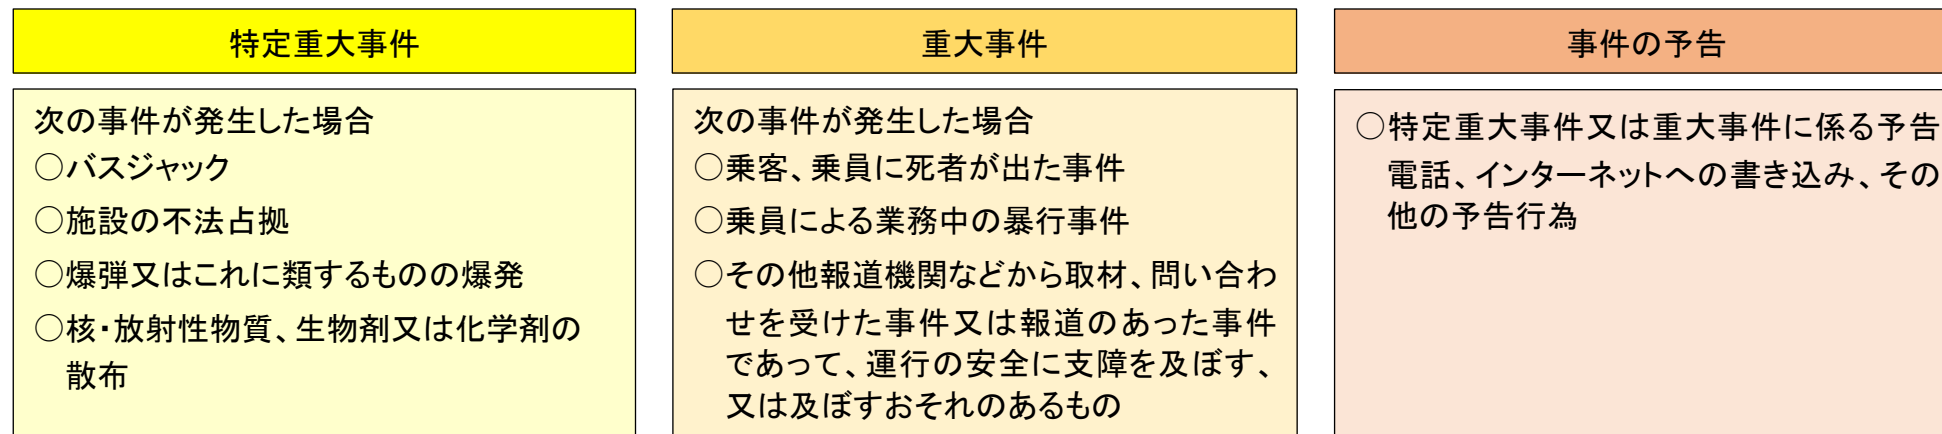 特定重大事件
次の事件が発生した場合
○バスジャック
○施設の不法占拠
○爆弾又はこれに類するものの爆発
○核・放射性物質、生物剤又は化学剤の
散布
重大事件
次の事件が発生した場合
○乗客、乗員に死者が出た事件
○乗員による業務中の暴行事件
○その他報道機関などから取材、問い合わ
せを受けた事件又は報道のあった事件
であって、運行の安全に支障を及ぼす、
又は及ぼすおそれのあるもの
事件の予告
○特定重大事件又は重大事件に係る予告
電話、インターネットへの書き込み、その
他の予告行為